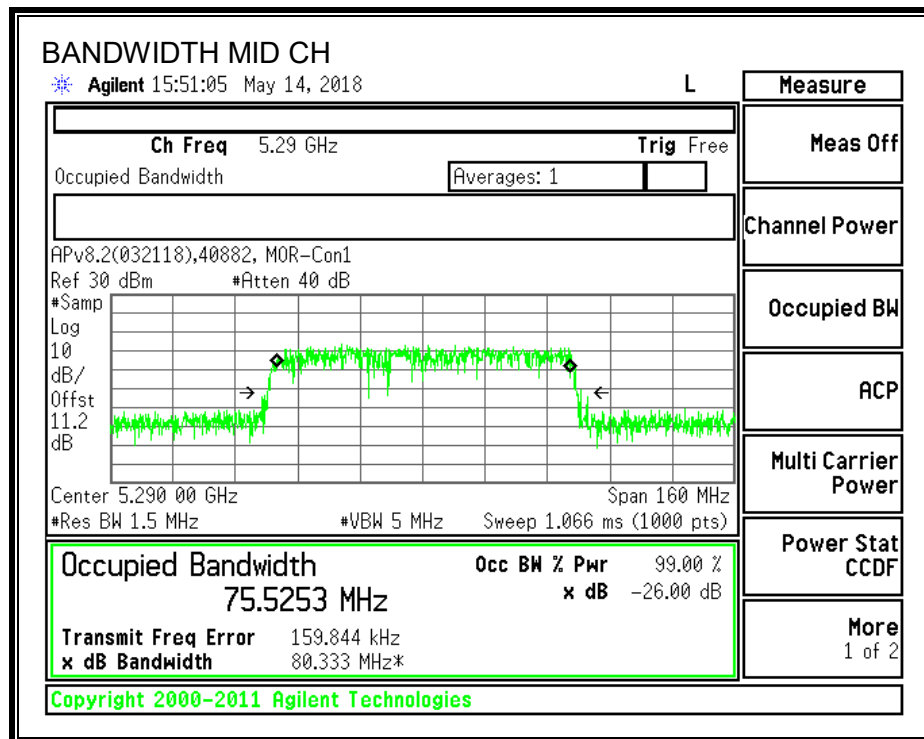 BANDWIDTH MID CH
Agilent 15:51:05 May 14, 2018 L
Measure
Ch Freq 5.29 GHz Trig Free
Occupied Bandwidth Averages: 1
Meas Off
Channel Power
Occupied BW
ACP
Multi Carrier
Power
Power Stat
CCDF
More
1 of 2
APv8.2(032118),40882, MOR-Con1
Ref 30 dBm #Atten 40 dB
#Samp
Log
10
dB/
Offst
11.2
dB
Center 5.290 00 GHz Span 160 MHz
#Res BW 1.5 MHz #VBW 5 MHz Sweep 1.066 ms (1000 pts)
Occupied Bandwidth Occ BW % Pwr 99.00 %
75.5253 MHz x dB -26.00 dB
Transmit Freq Error 159.844 kHz
x dB Bandwidth 80.333 MHz*
Copyright 2000-2011 Agilent Technologies